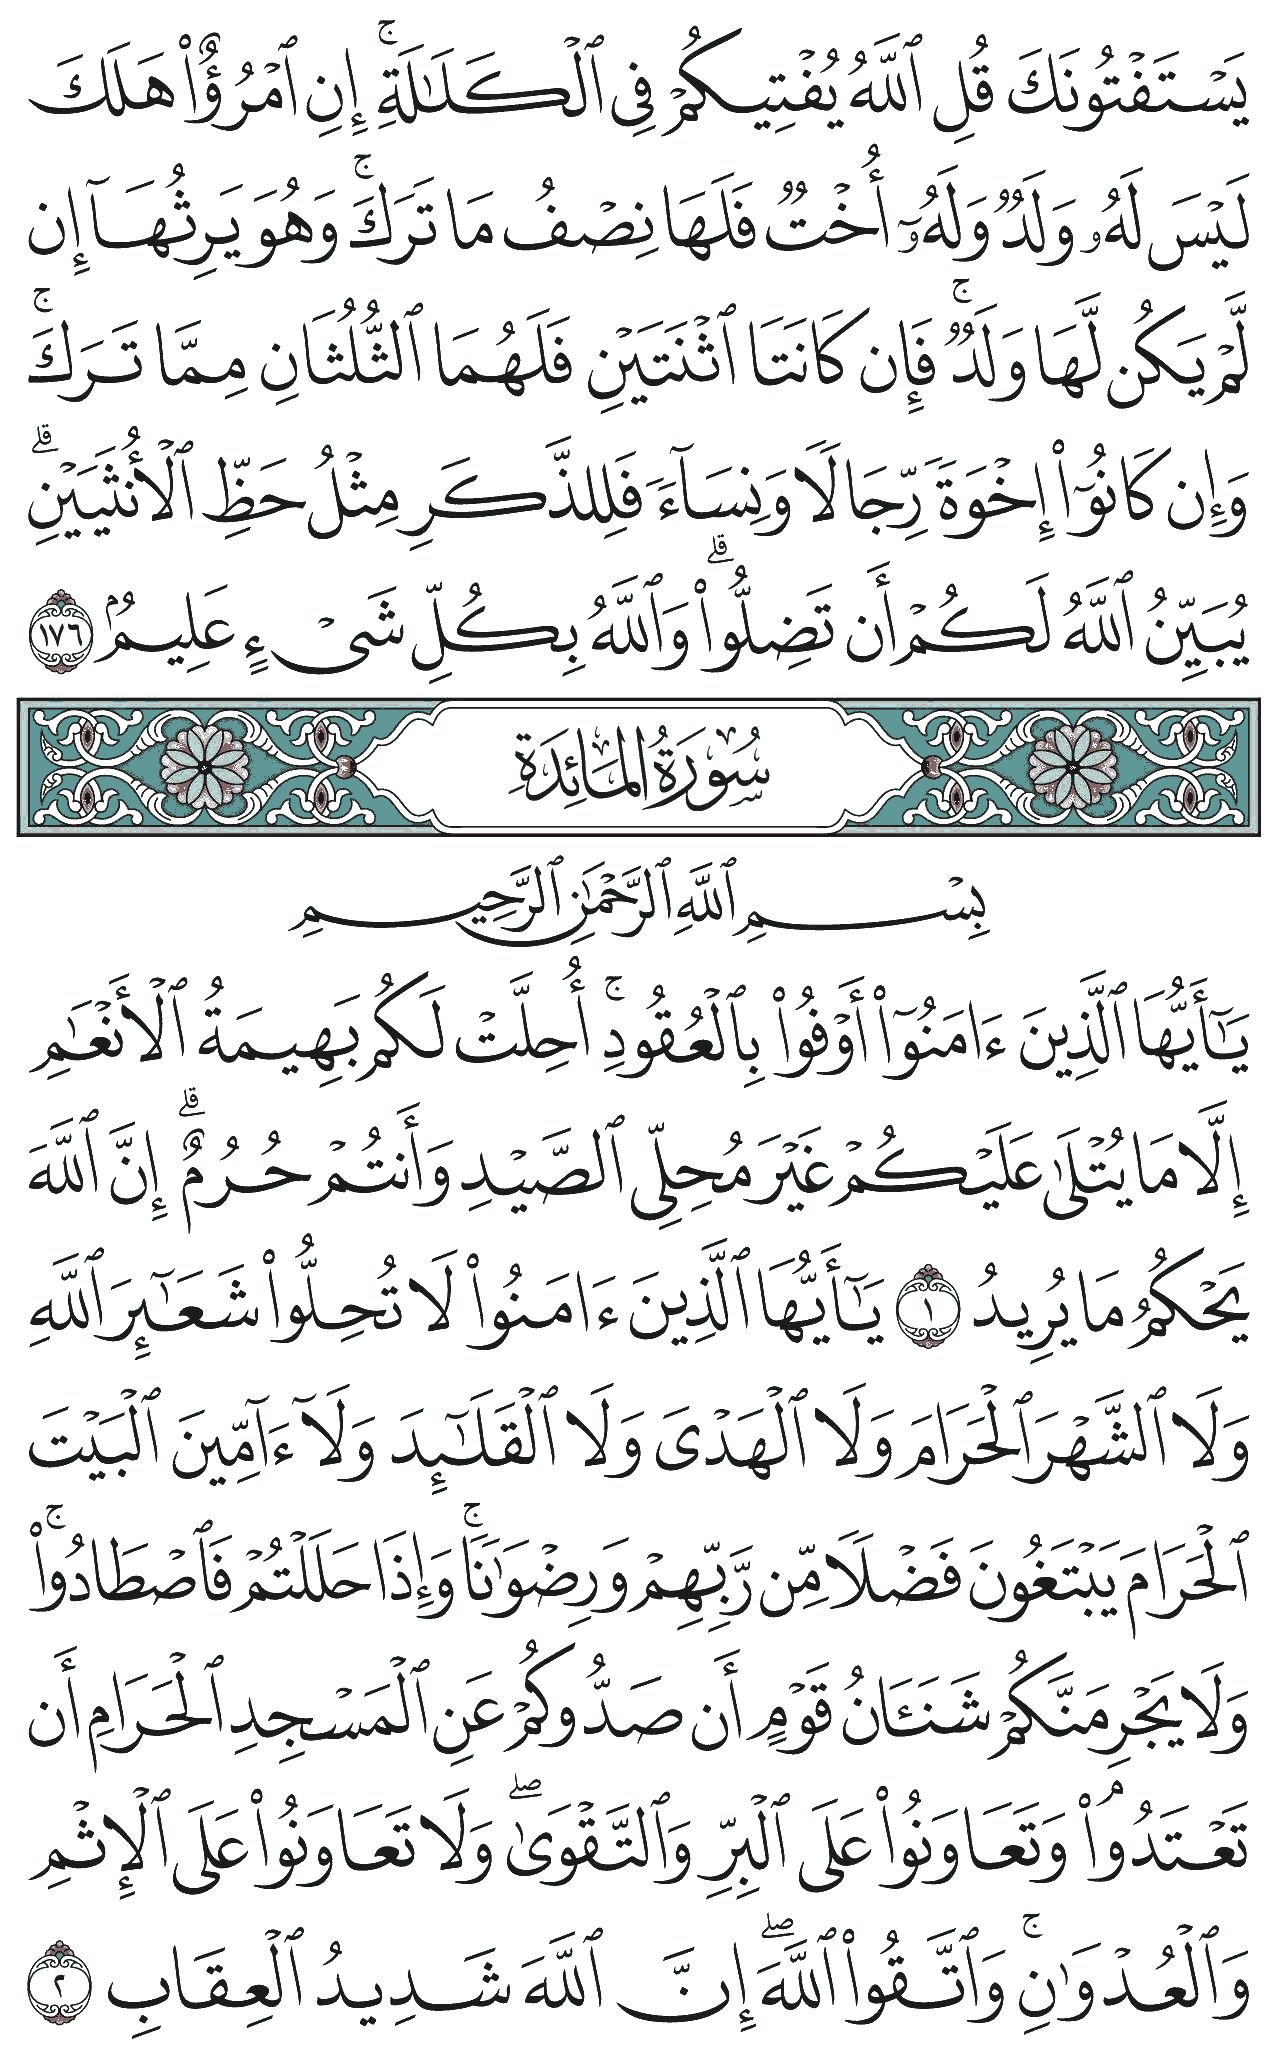 يَسْتَفْتُونَكَ قُلِ ٱللَّهُ يُفْتِيكُمْ فِى ٱلْكَلَـٰلَةِ ۚ إِنِ ٱمْرُؤٌا۟ هَلَكَ
لَيْسَ لَهُۥ وَلَدٌ وَلَهُۥٓ أُخْتٌ فَلَهَا نِصْفُ مَا تَرَكَ ۚ وَهُوَ يَرِثُهَآ إِن
لَّمْ يَكُن لَّهَا وَلَدٌ ۚ فَإِن كَانَتَا ٱثْنَتَيْنِ فَلَهُمَا ٱلثُّلُثَانِ مِمَّا تَرَكَ ۚ
وَإِن كَانُوٓا۟ إِخْوَةً رِّجَالًا وَنِسَآءً فَلِلذَّكَرِ مِثْلُ حَظِّ ٱلْأُنثَيَيْنِ ۗ
يُبَيِّنُ ٱللَّهُ لَكُمْ أَن تَضِلُّوا۟ ۗ وَٱللَّهُ بِكُلِّ شَىْءٍ عَلِيمٌۢ ١٧٦
سُورَةُ المَائِدَةِ
بِسْمِ ٱللَّهِ ٱلرَّحْمَـٰنِ ٱلرَّحِيمِ
يَـٰٓأَيُّهَا ٱلَّذِينَ ءَامَنُوٓا۟ أَوْفُوا۟ بِٱلْعُقُودِ ۚ أُحِلَّتْ لَكُم بَهِيمَةُ ٱلْأَنْعَـٰمِ
إِلَّا مَا يُتْلَىٰ عَلَيْكُمْ غَيْرَ مُحِلِّى ٱلصَّيْدِ وَأَنتُمْ حُرُمٌ ۗ إِنَّ ٱللَّهَ
يَحْكُمُ مَا يُرِيدُ ١ يَـٰٓأَيُّهَا ٱلَّذِينَ ءَامَنُوا۟ لَا تُحِلُّوا۟ شَعَـٰٓئِرَ ٱللَّهِ
وَلَا ٱلشَّهْرَ ٱلْحَرَامَ وَلَا ٱلْهَدْىَ وَلَا ٱلْقَلَـٰٓئِدَ وَلَآ ءَآمِّينَ ٱلْبَيْتَ
ٱلْحَرَامَ يَبْتَغُونَ فَضْلًا مِّن رَّبِّهِمْ وَرِضْوَٰنًا ۚ وَإِذَا حَلَلْتُمْ فَٱصْطَادُوا۟ ۚ
وَلَا يَجْرِمَنَّكُمْ شَنَـَٔانُ قَوْمٍ أَن صَدُّوكُمْ عَنِ ٱلْمَسْجِدِ ٱلْحَرَامِ أَن
تَعْتَدُوا۟ۘ وَتَعَاوَنُوا۟ عَلَى ٱلْبِرِّ وَٱلتَّقْوَىٰ ۖ وَلَا تَعَاوَنُوا۟ عَلَى ٱلْإِثْمِ
وَٱلْعُدْوَٰنِ ۚ وَٱتَّقُوا۟ ٱللَّهَ ۖ إِنَّ ٱللَّهَ شَدِيدُ ٱلْعِقَابِ ٢